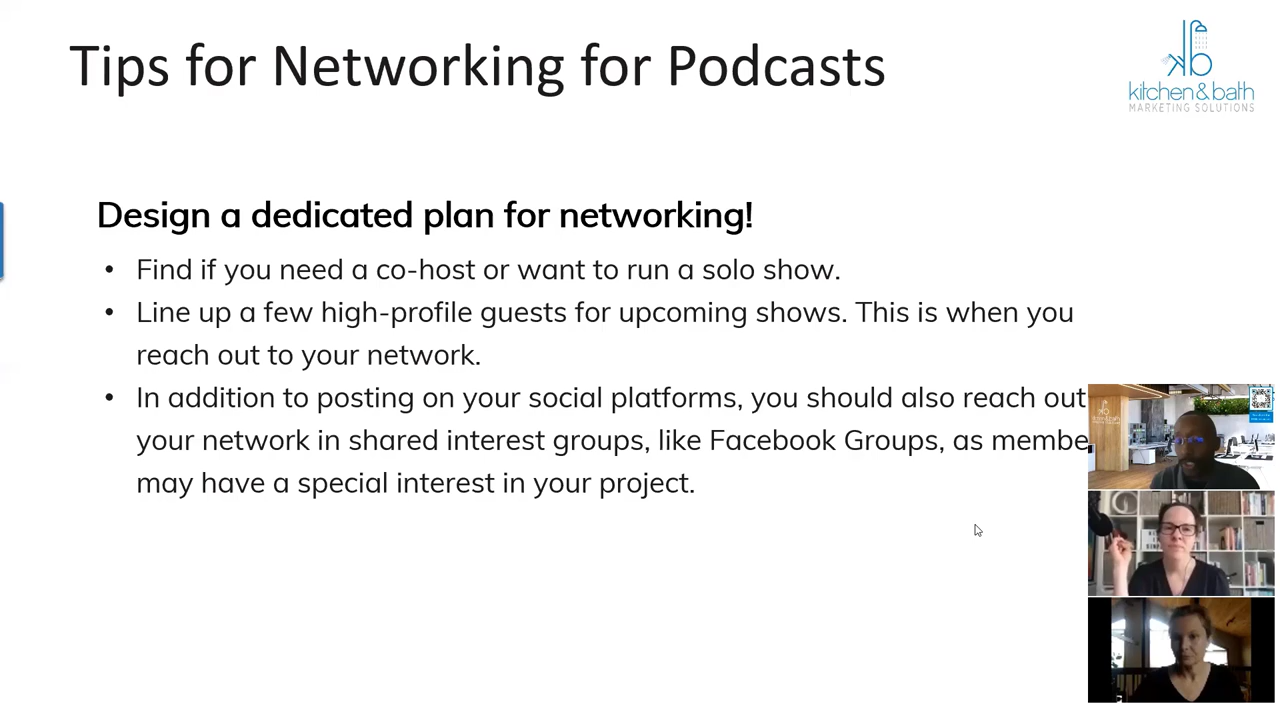 Tips for Networking for Podcasts
kb
kitchen&bath
MARKETING SOLUTIONS
Design a dedicated plan for networking!
• Find if you need a co-host or want to run a solo show.
• Line up a few high-profile guests for upcoming shows. This is when you
reach out to your network.
• In addition to posting on your social platforms, you should also reach out
your network in shared interest groups, like Facebook Groups, as membe
may have a special interest in your project.